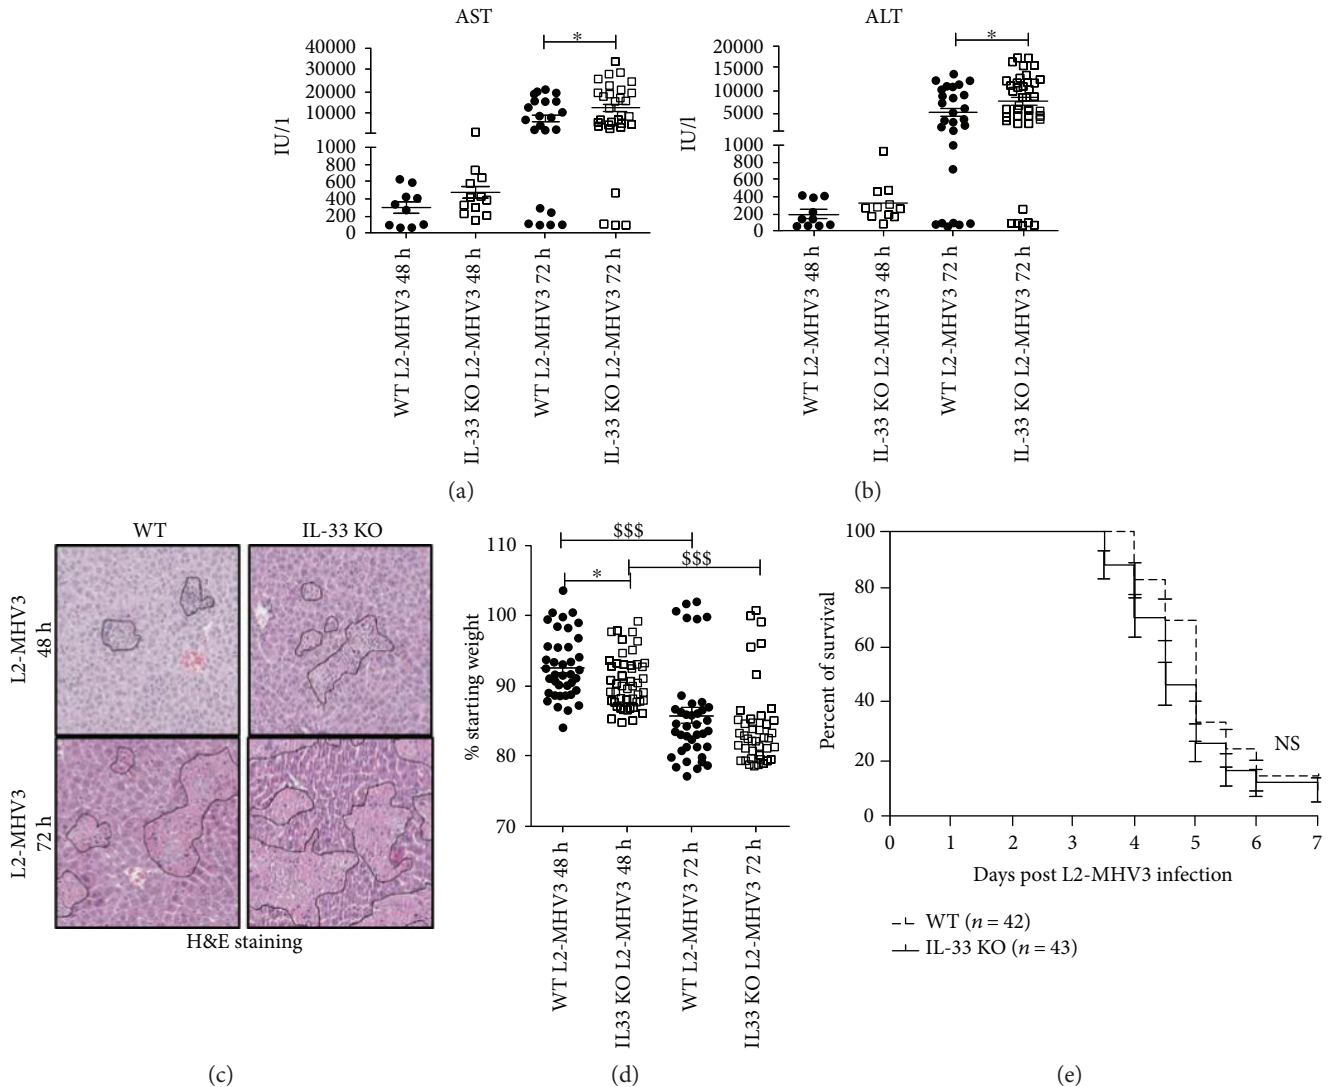 AST
IU/1
40000
30000
20000
10000
1000
800
600
400
200
0
*
WT L2-MHV3 48 h
IL-33 KO L2-MHV3 48 h
WT L2-MHV3 72 h
IL-33 KO L2-MHV3 72 h
(a)
ALT
IU/l
20000
15000
10000
5000
1000
800
600
400
200
0
*
WT L2-MHV3 48 h
IL-33 KO L2-MHV3 48 h
WT L2-MHV3 72 h
IL-33 KO L2-MHV3 72 h
(b)
WT
IL-33 KO
L2-MHV3
48 h
L2-MHV3
72 h
H&E staining
(c)
% starting weight
110
100
90
80
70
$$$
$$$
*
WT L2-MHV3 48 h
IL33 KO L2-MHV3 48 h
WT L2-MHV3 72 h
IL33 KO L2-MHV3 72 h
(d)
Percent of survival
100
80
60
40
20
0
NS
0 1 2 3 4 5 6 7
Days post L2-MHV3 infection
WT (n = 42)
IL-33 KO (n = 43)
(e)